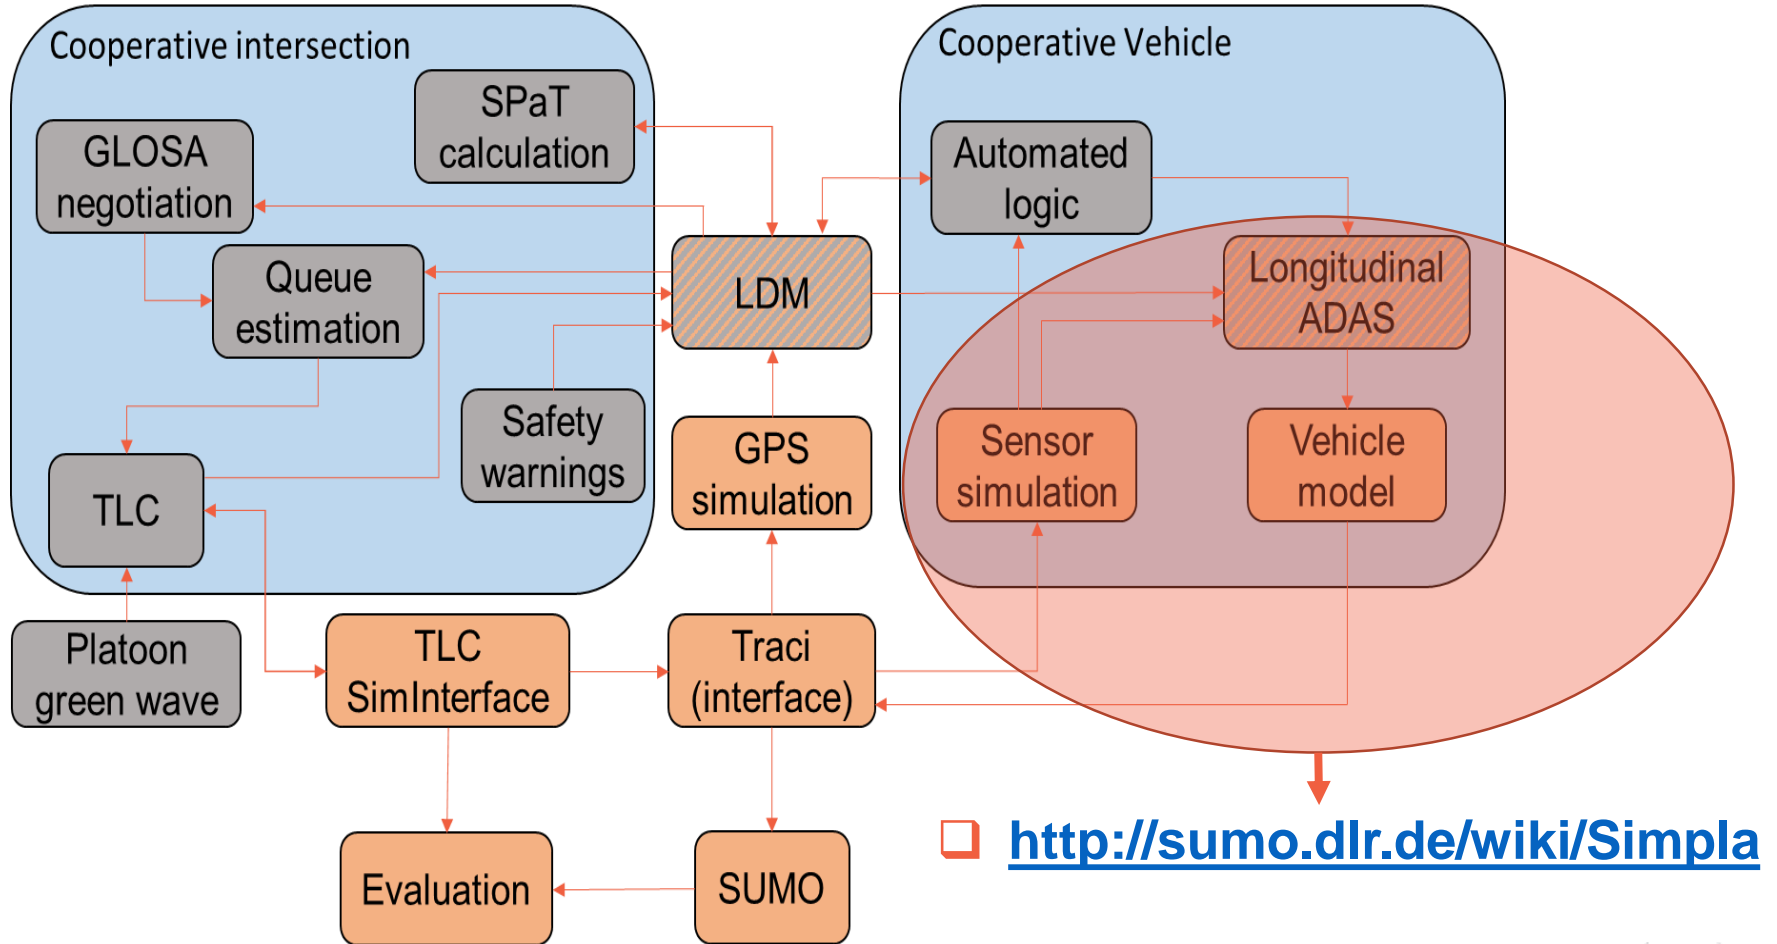 Cooperative intersection
Cooperative Vehicle
SPaT
calculation
GLOSA
negotiation
Automated
logic
Queue
estimation
LDM
Longitudinal
ADAS
Safety
warnings
GPS
simulation
Sensor
simulation
Vehicle
model
TLC
Platoon
green wave
TLC
SimInterface
Traci
(interface)
http://sumo.dlr.de/wiki/Simpla
Evaluation
SUMO